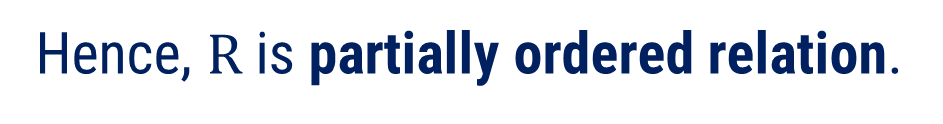 Hence, R is partially ordered relation.